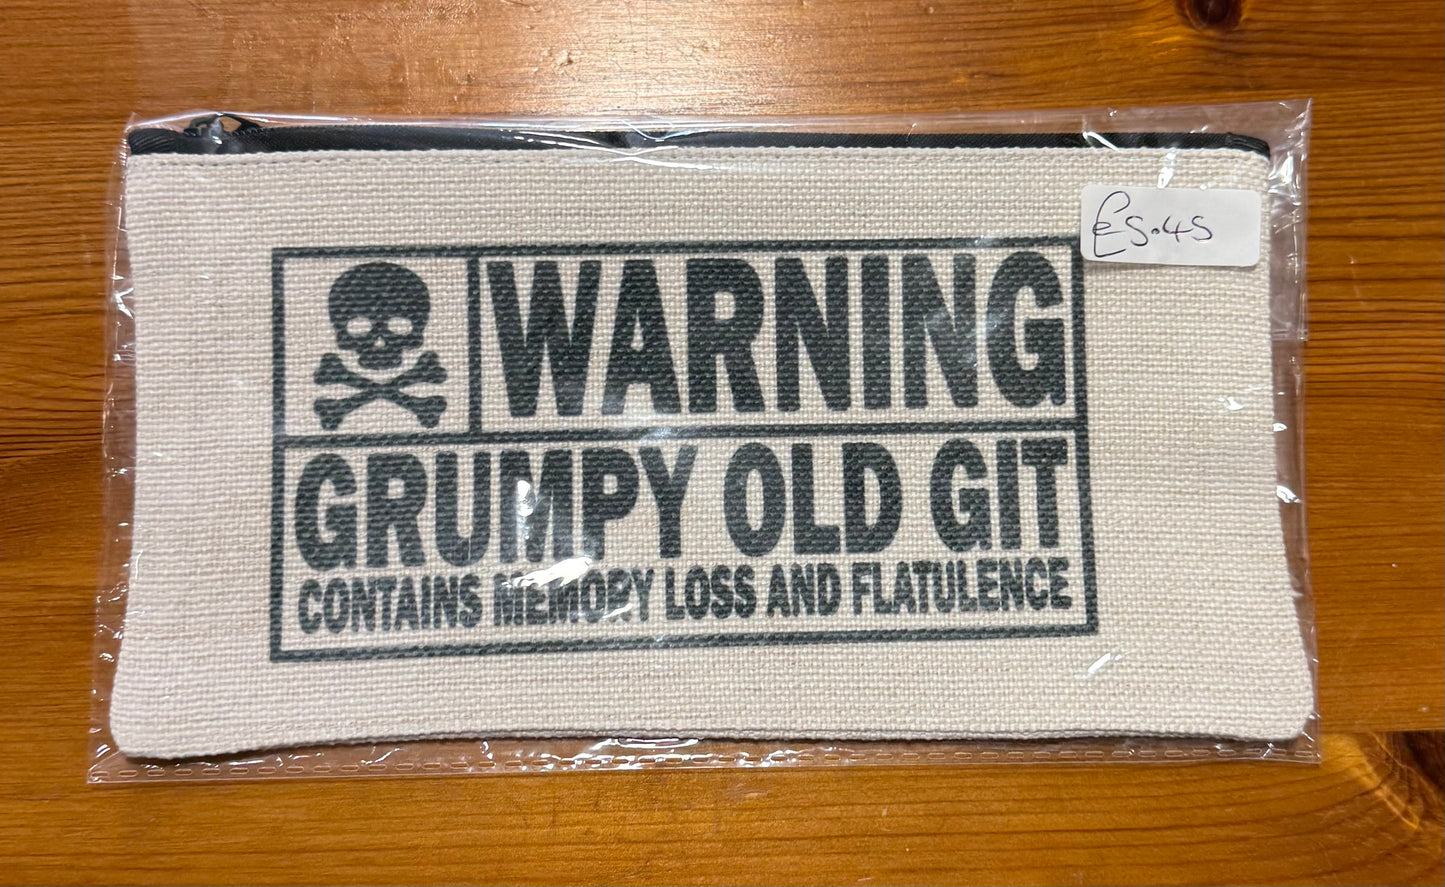 £5.45
WARNING
GRUMPY OLD GIT
CONTAINS MEMORY LOSS AND FLATULENCE